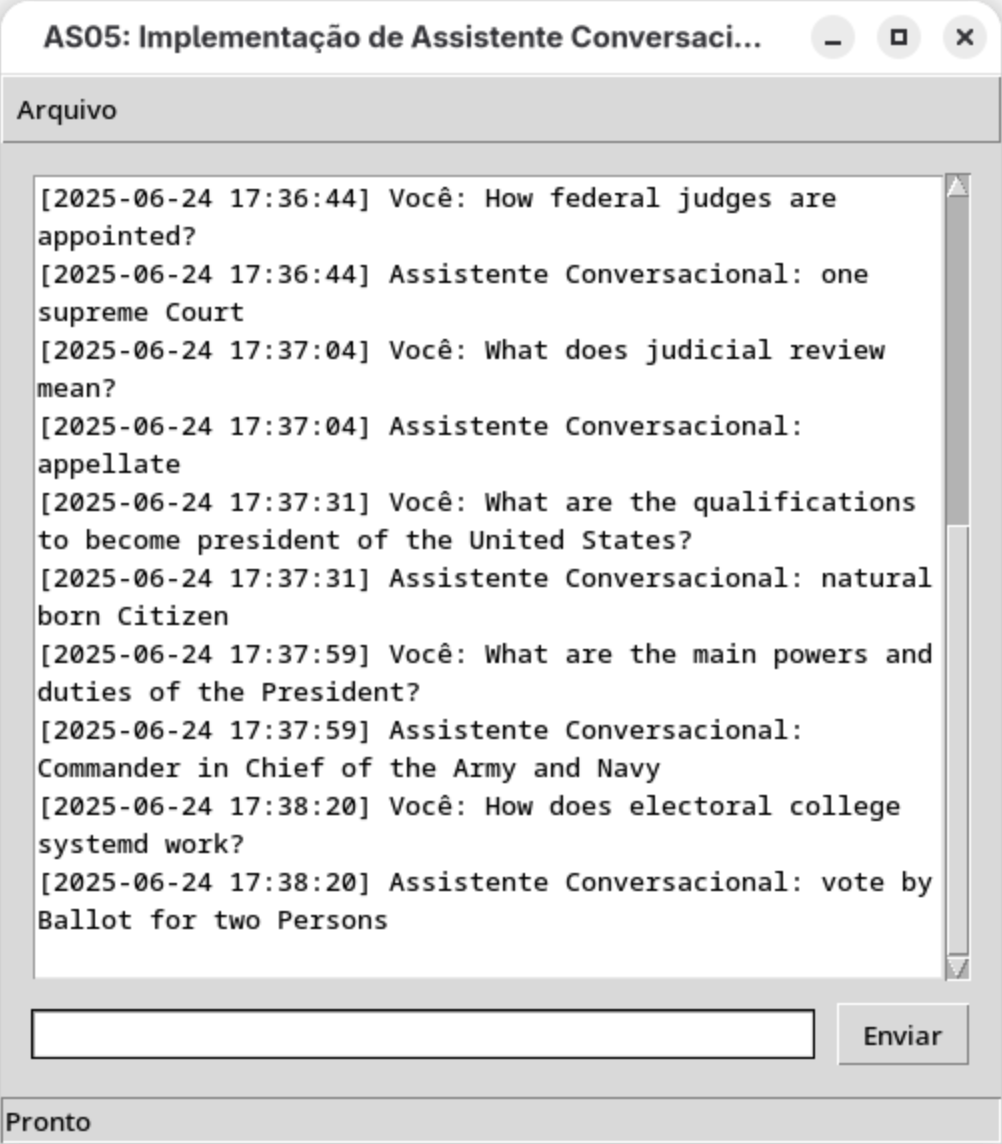 AS05: Implementação de Assistente Conversaci...
Arquivo
[2025-06-24 17:36:44] Você: How federal judges are
appointed?
[2025-06-24 17:36:44] Assistente Conversacional: one
supreme Court
[2025-06-24 17:37:04] Você: What does judicial review
mean?
[2025-06-24 17:37:04] Assistente Conversacional:
appellate
[2025-06-24 17:37:31] Você: What are the qualifications
to become president of the United States?
[2025-06-24 17:37:31] Assistente Conversacional: natural
born Citizen
[2025-06-24 17:37:59] Você: What are the main powers and
duties of the President?
[2025-06-24 17:37:59] Assistente Conversacional:
Commander in Chief of the Army and Navy
[2025-06-24 17:38:20] Você: How does electoral college
systemd work?
[2025-06-24 17:38:20] Assistente Conversacional: vote by
Ballot for two Persons
Enviar
Pronto